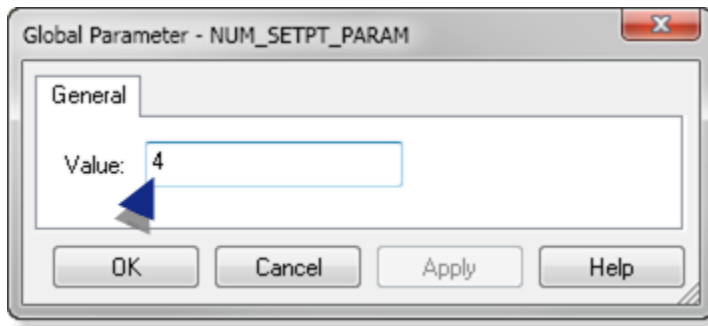 Global Parameter - NUM_SETPT_PARAM
General
Value: 4
OK Cancel Apply Help